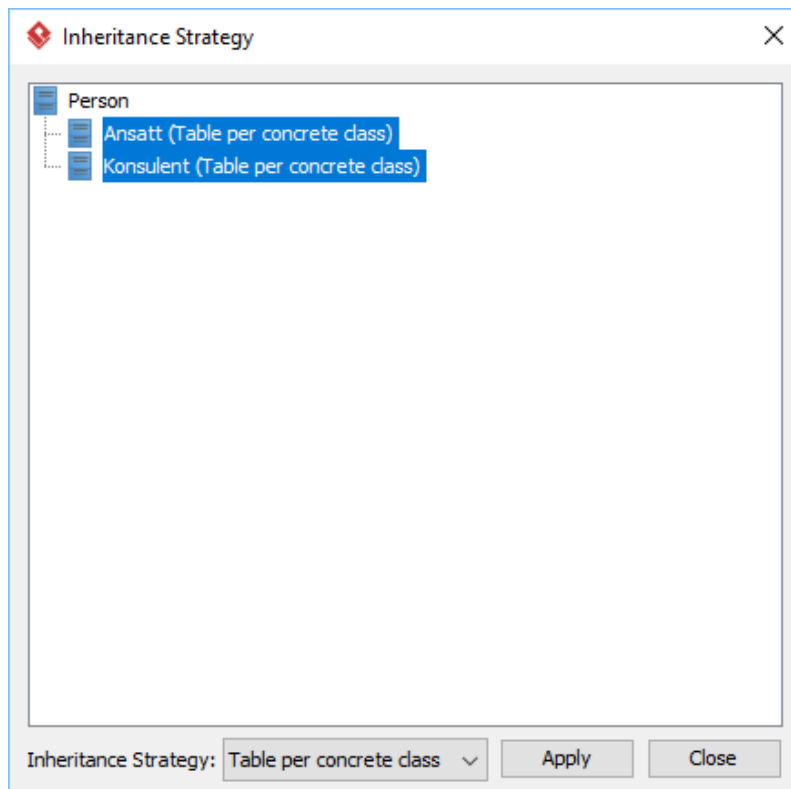 Inheritance Strategy
Person
Ansatt (Table per concrete class)
Konsulent (Table per concrete class)
Inheritance Strategy: Table per concrete class Apply Close